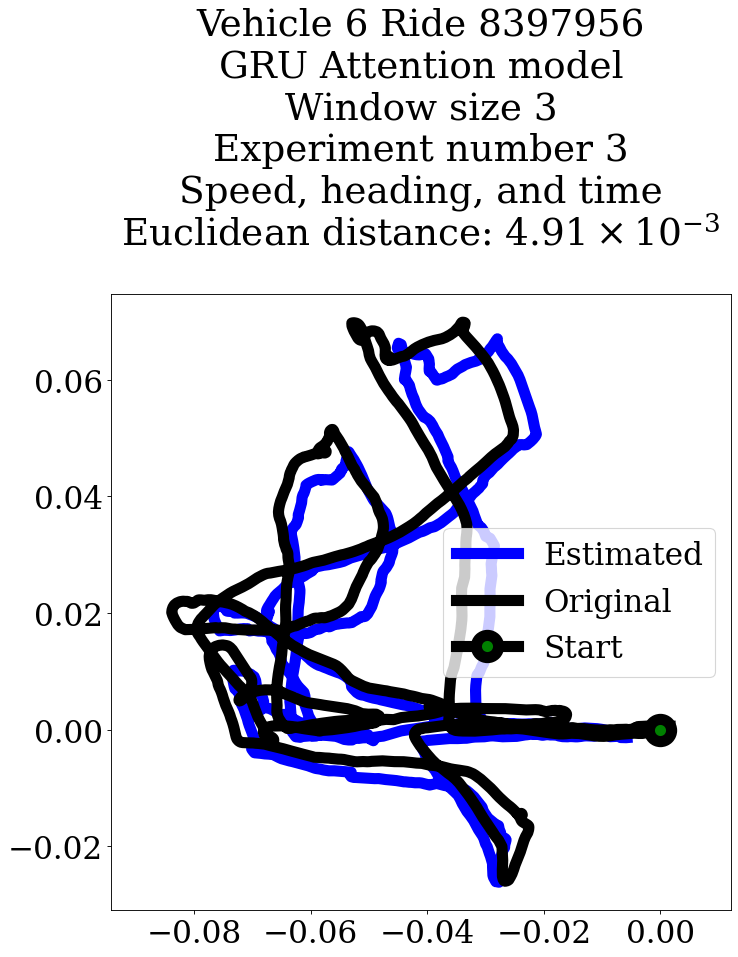 Vehicle 6 Ride 8397956
GRU Attention model
Window size 3
Experiment number 3
Speed, heading, and time
Euclidean distance: 4.91 × 10⁻³
0.06
0.04
0.02
0.00
−0.02
Estimated
Original
Start
−0.08 −0.06 −0.04 −0.02 0.00